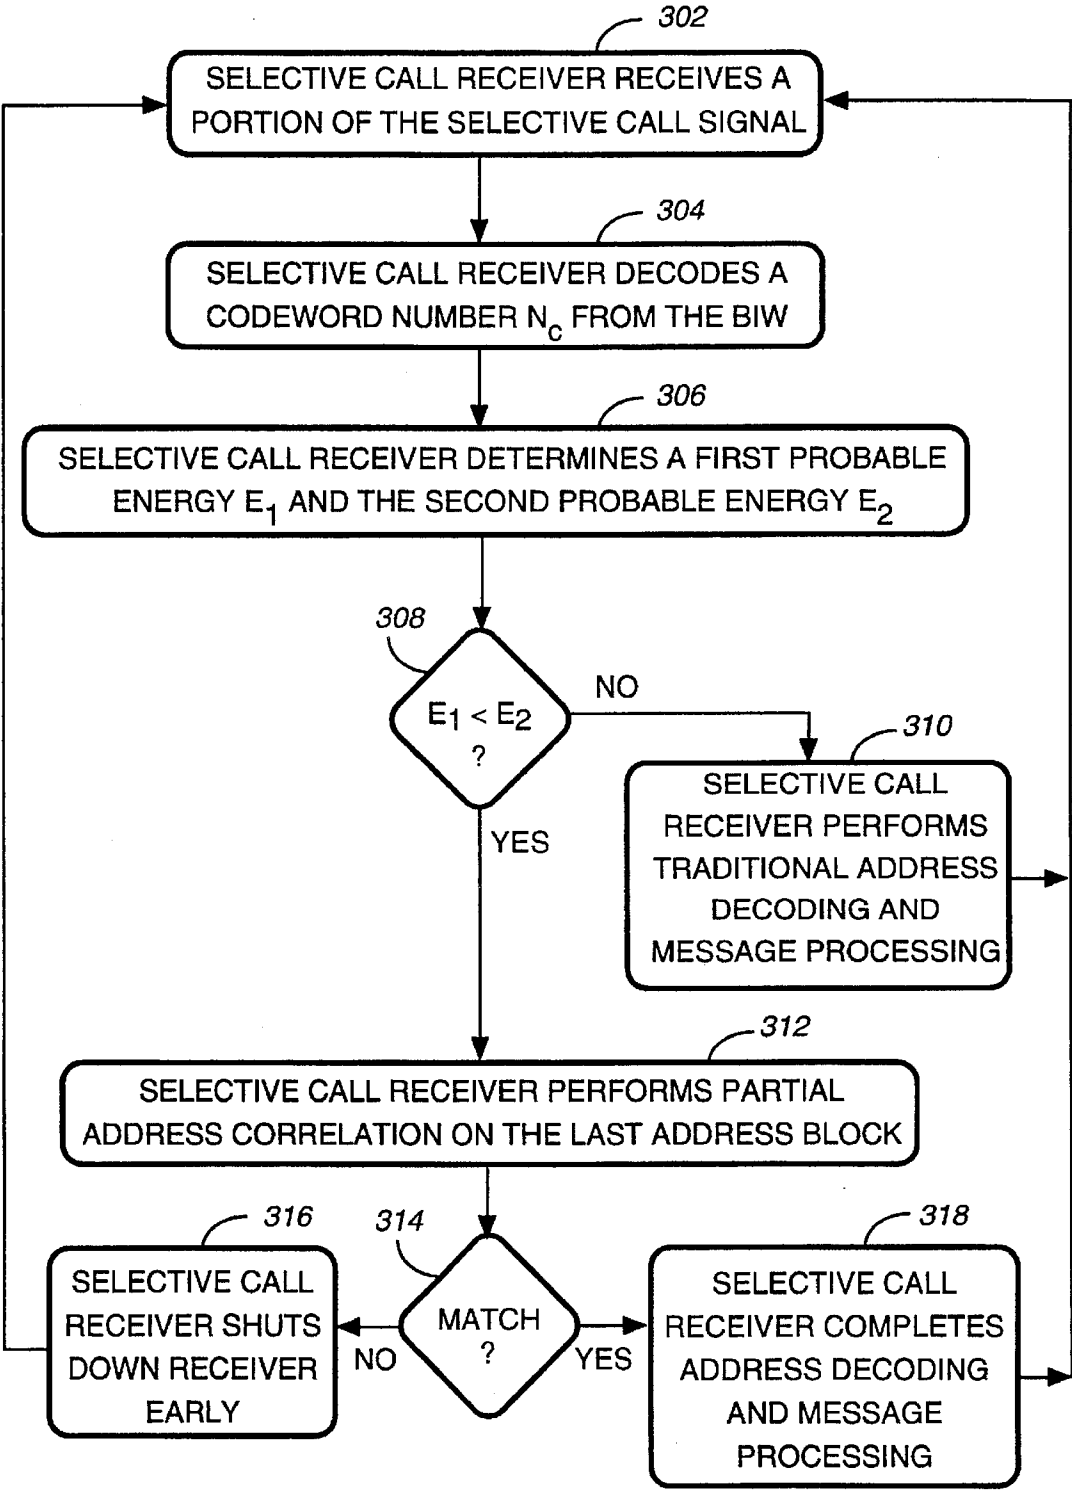 302
SELECTIVE CALL RECEIVER RECEIVES A
PORTION OF THE SELECTIVE CALL SIGNAL
304
SELECTIVE CALL RECEIVER DECODES A
CODEWORD NUMBER Nc FROM THE BIW
306
SELECTIVE CALL RECEIVER DETERMINES A FIRST PROBABLE
ENERGY E1 AND THE SECOND PROBABLE ENERGY E2
308
E1 < E2
?
NO
YES
310
SELECTIVE CALL
RECEIVER PERFORMS
TRADITIONAL ADDRESS
DECODING AND
MESSAGE PROCESSING
312
SELECTIVE CALL RECEIVER PERFORMS PARTIAL
ADDRESS CORRELATION ON THE LAST ADDRESS BLOCK
314
MATCH
?
NO
YES
316
SELECTIVE CALL
RECEIVER SHUTS
DOWN RECEIVER
EARLY
318
SELECTIVE CALL
RECEIVER COMPLETES
ADDRESS DECODING
AND MESSAGE
PROCESSING